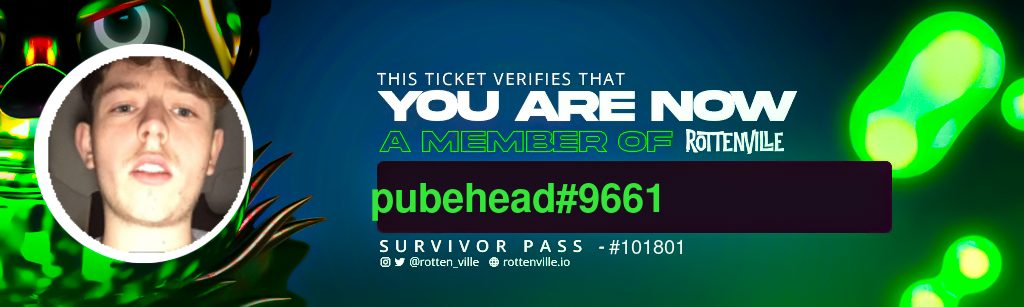 THIS TICKET VERIFIES THAT
YOU ARE NOW
A MEMBER OF ROTTENVILLE
pubehead#9661
SURVIVOR PASS - #101801
@rotten_ville rottenville.io